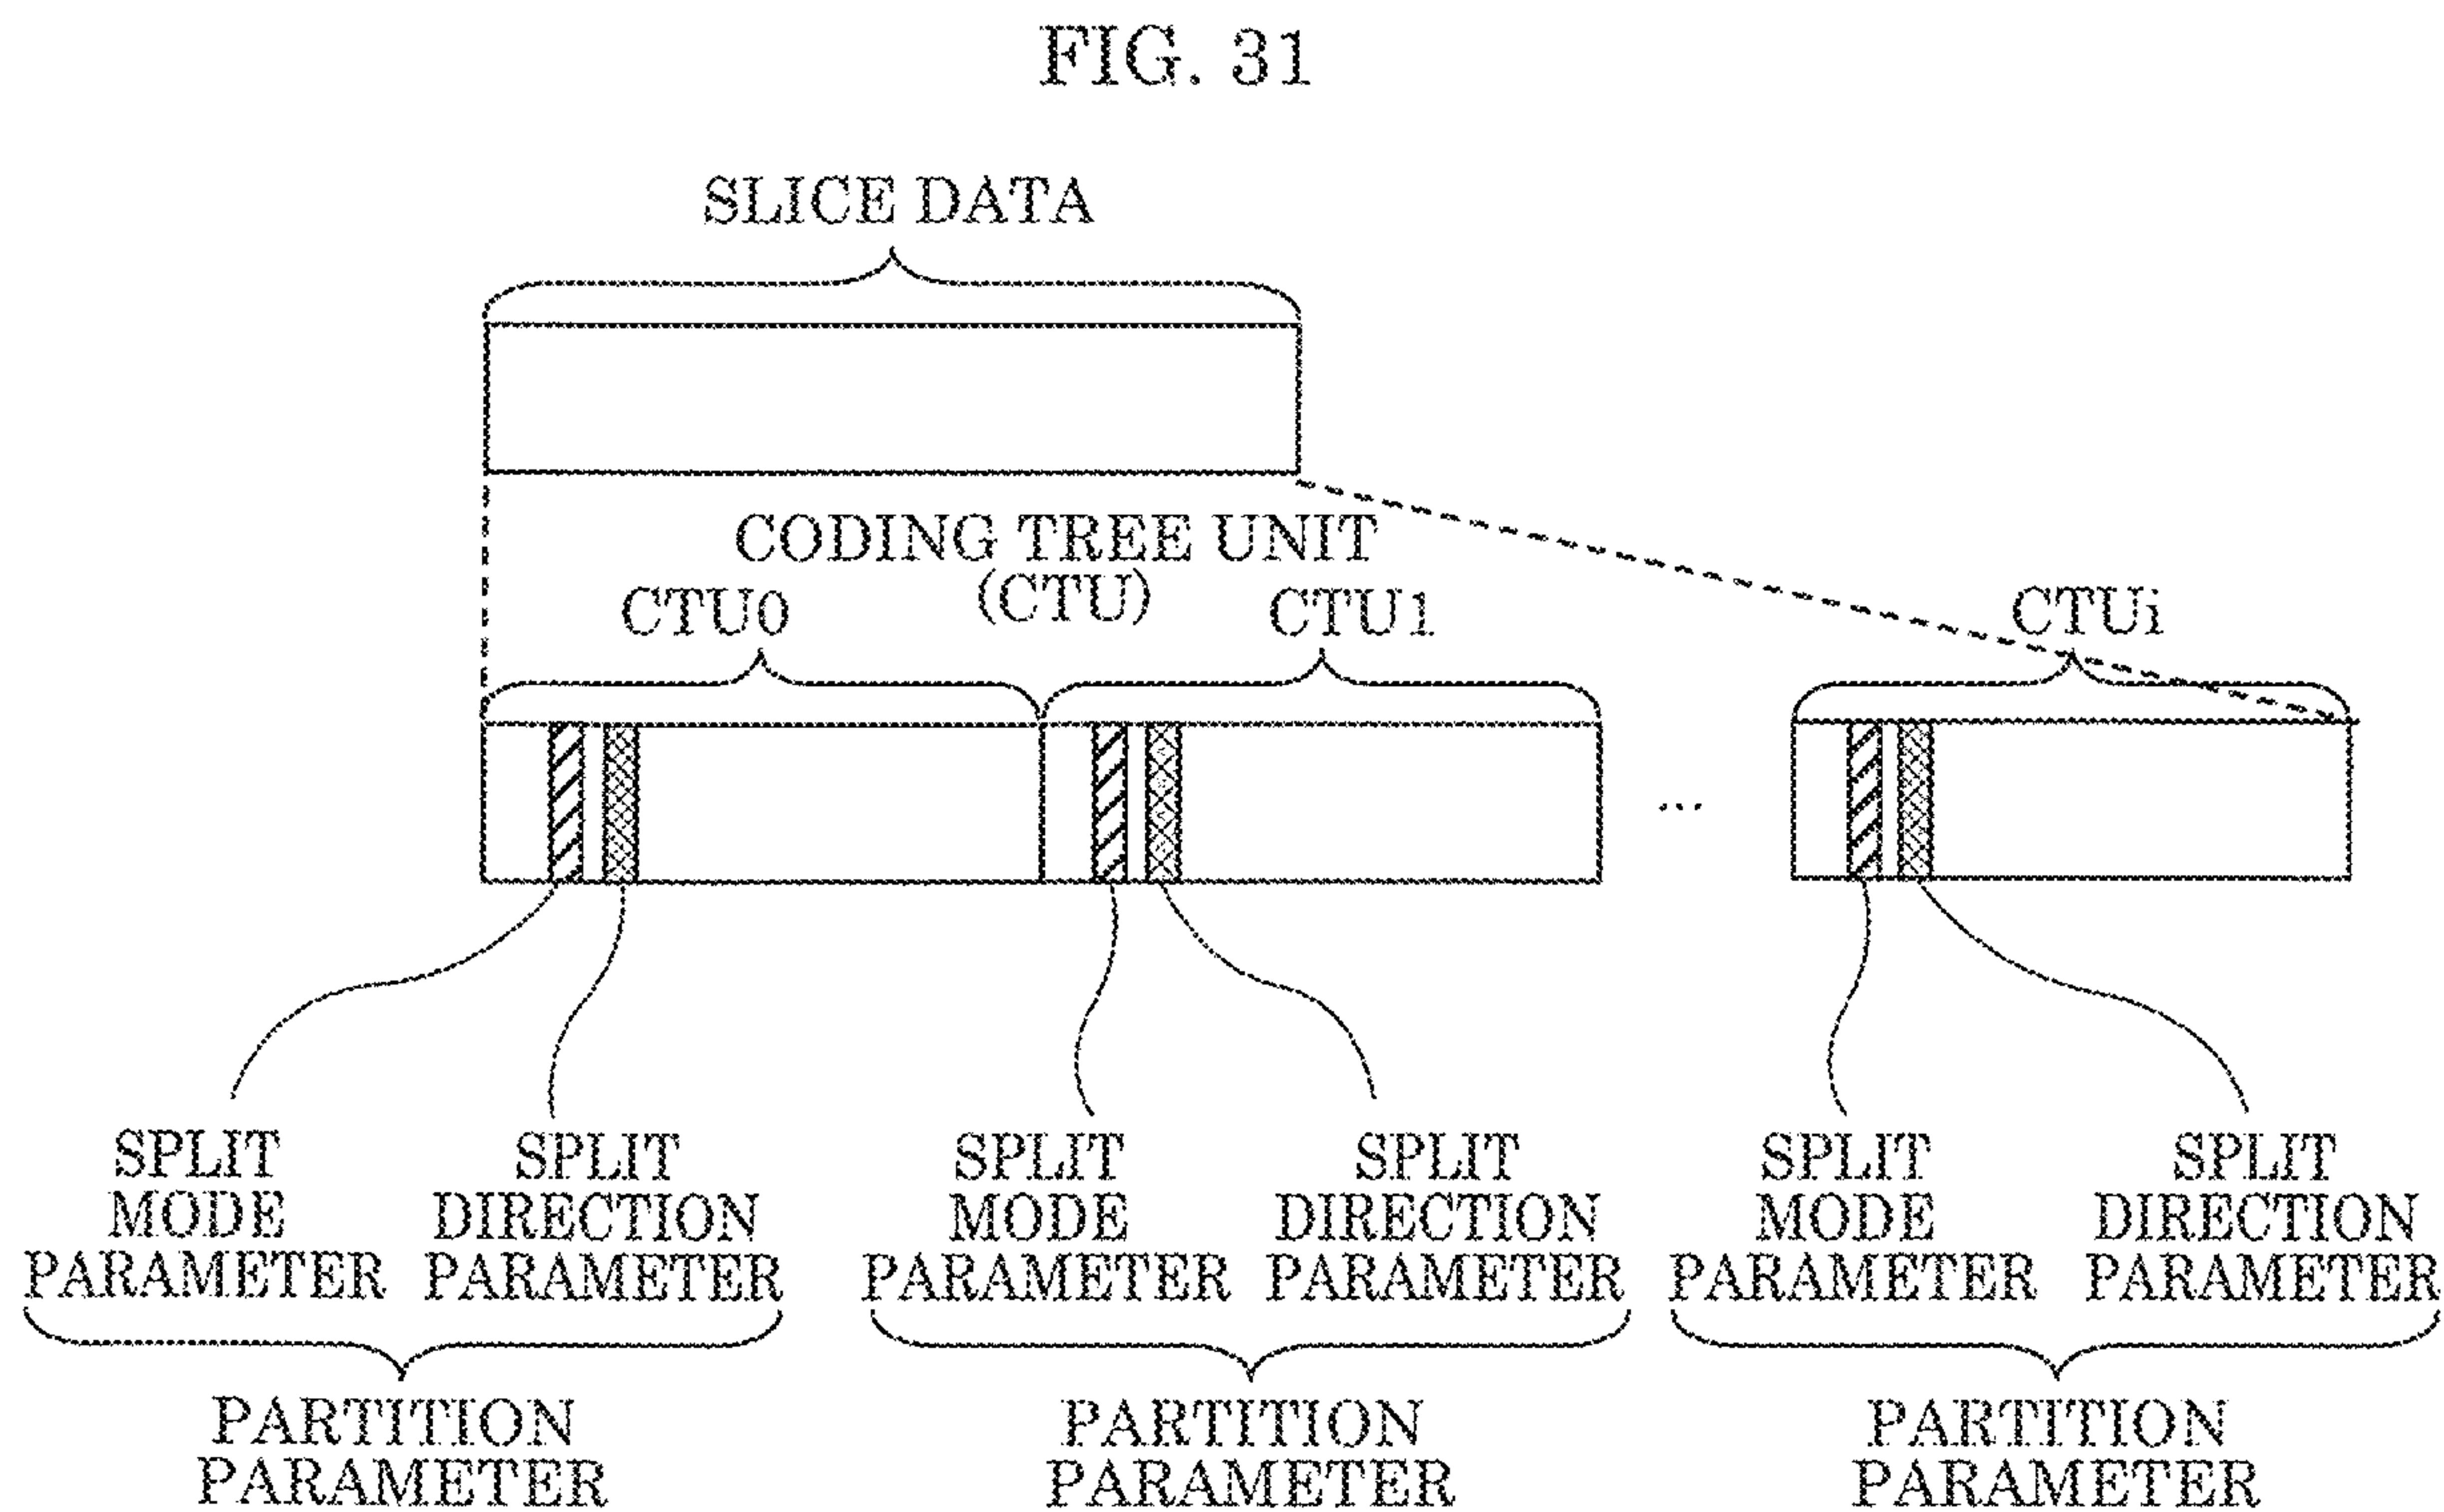 FIG. 31
SLICE DATA
CODING TREE UNIT
(CTU)
CTU0
CTU1
CTUi
...
SPLIT
MODE
PARAMETER
SPLIT
DIRECTION
PARAMETER
SPLIT
MODE
PARAMETER
SPLIT
DIRECTION
PARAMETER
SPLIT
MODE
PARAMETER
SPLIT
DIRECTION
PARAMETER
PARTITION
PARAMETER
PARTITION
PARAMETER
PARTITION
PARAMETER